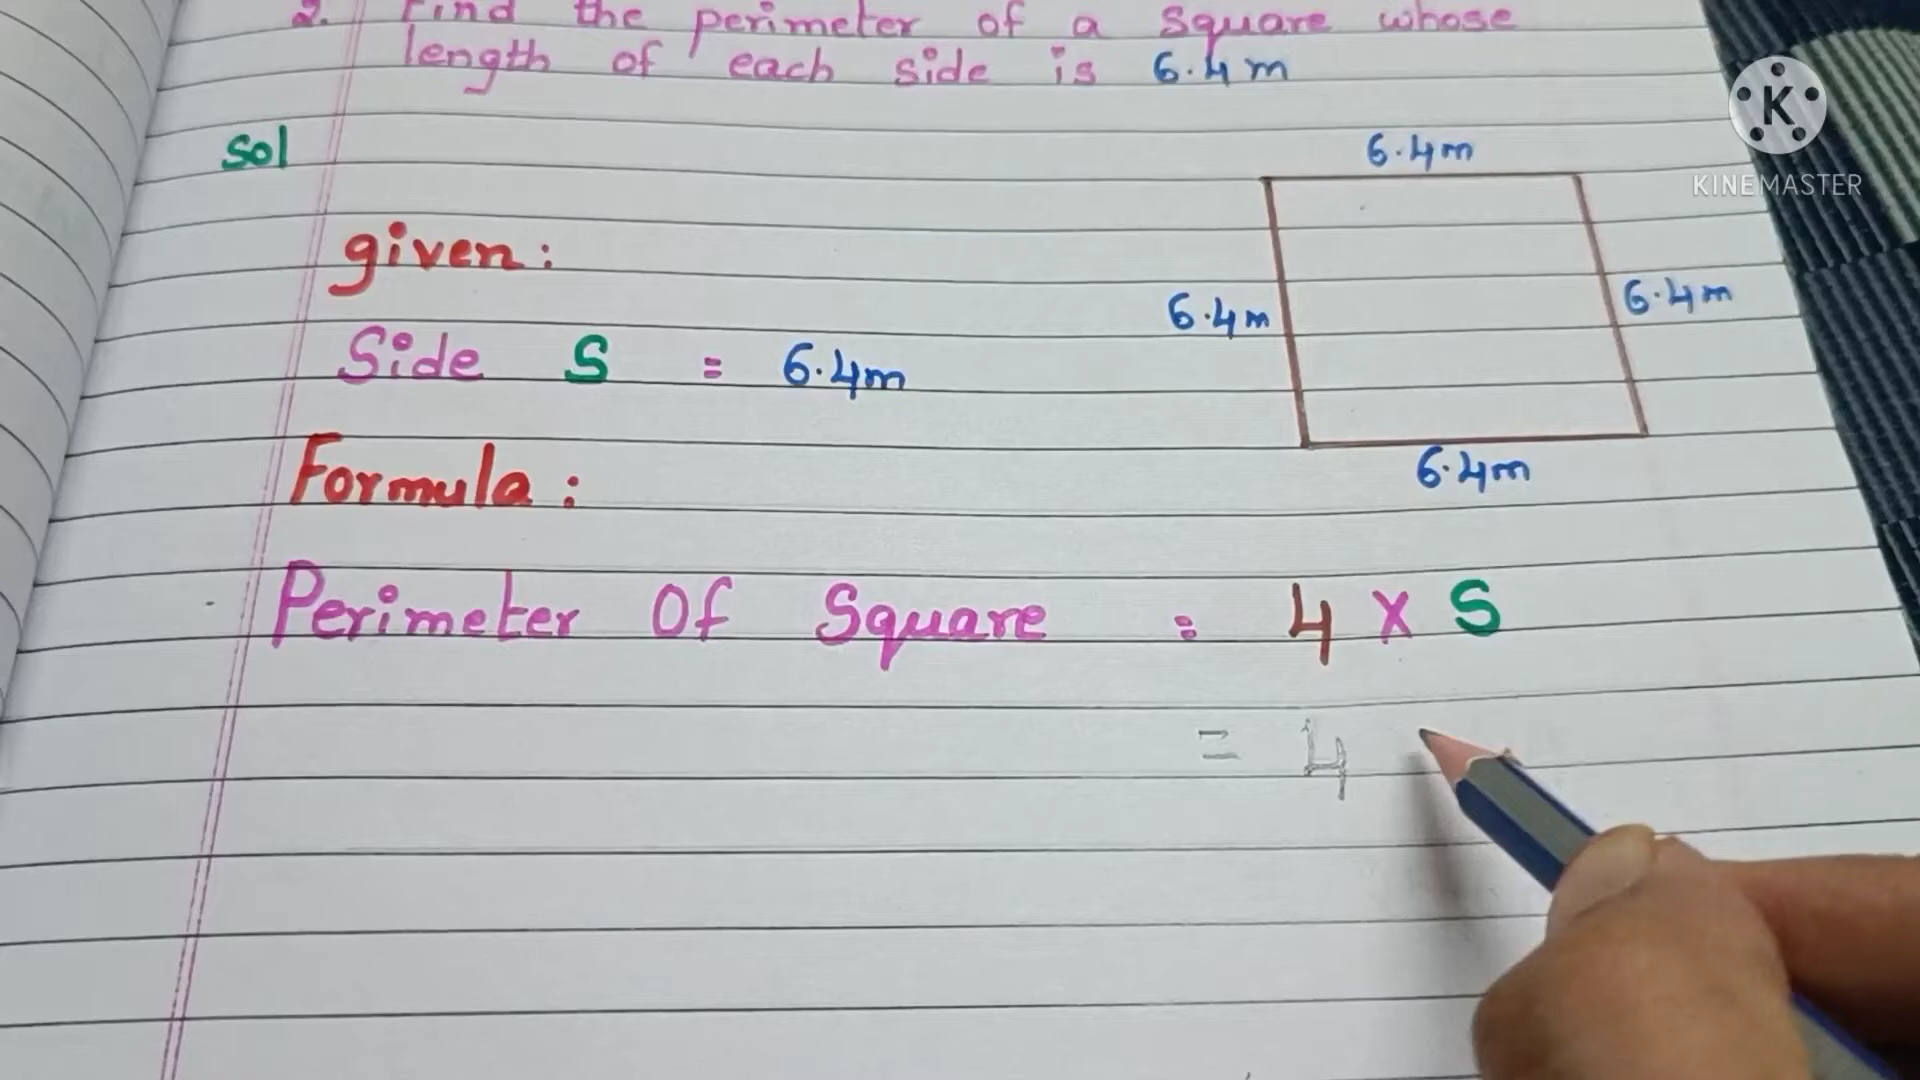 2. Find the perimeter of a square whose
length of each side is 6.4m
KINEMASTER
K
Sol
6.4m
given:
6.4m
6.4m
Side S = 6.4m
6.4m
Formula:
Perimeter Of Square = 4 x S
= 4